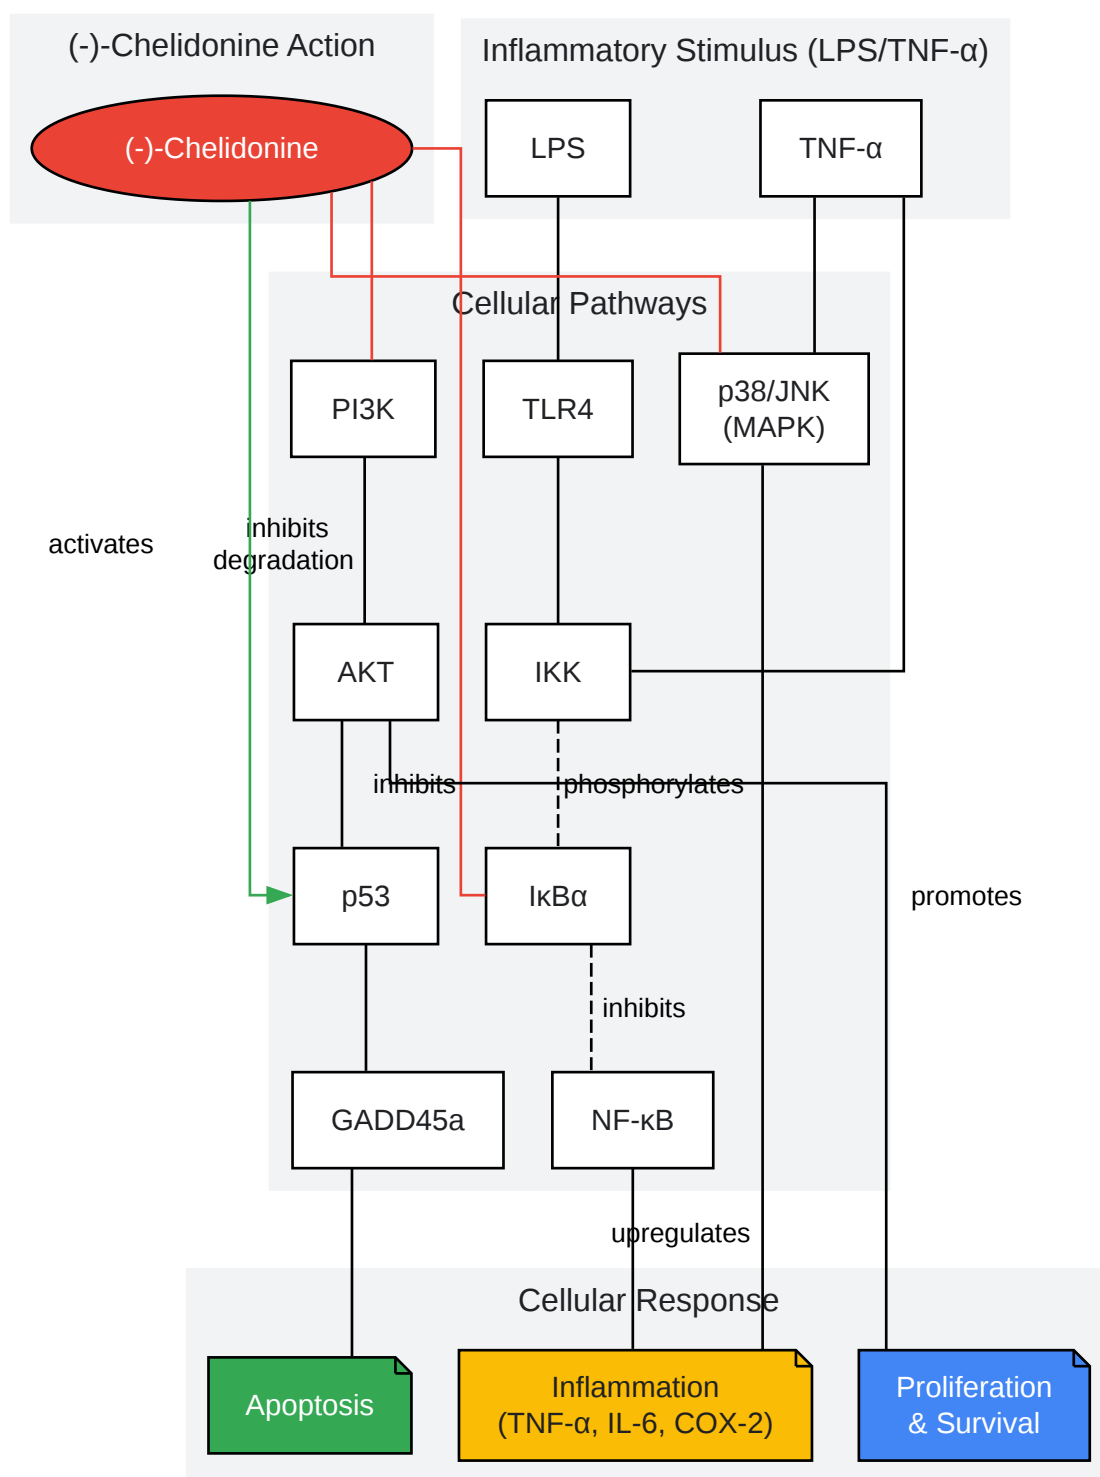 (-)-Chelidonine Action
Inflammatory Stimulus (LPS/TNF-α)
(-)-Chelidonine
LPS
TNF-α
Cellular Pathways
PI3K
TLR4
p38/JNK
(MAPK)
activates
inhibits
degradation
AKT
IKK
inhibits
phosphorylates
p53
IκBα
promotes
inhibits
GADD45a
NF-κB
upregulates
Cellular Response
Apoptosis
Inflammation
(TNF-α, IL-6, COX-2)
Proliferation
& Survival